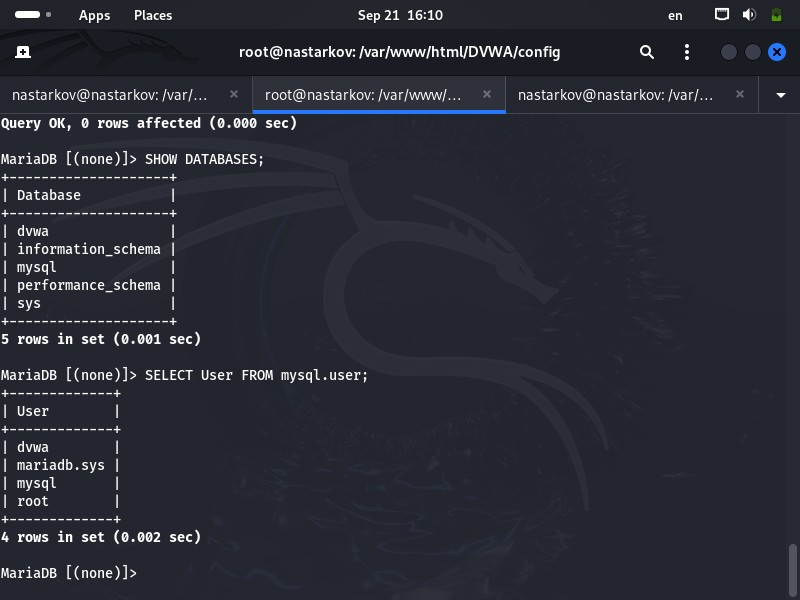 Apps Places Sep 21 16:10 en
root@nastarkov: /var/www/html/DVWA/config
nastarkov@nastarkov: /var/... root@nastarkov: /var/www/... nastarkov@nastarkov: /var/...
Query OK, 0 rows affected (0.000 sec)
MariaDB [(none)]> SHOW DATABASES;
+--------------------+
| Database           |
+--------------------+
| dvwa               |
| information_schema |
| mysql              |
| performance_schema |
| sys                |
+--------------------+
5 rows in set (0.001 sec)
MariaDB [(none)]> SELECT User FROM mysql.user;
+-------------+
| User        |
+-------------+
| dvwa        |
| mariadb.sys |
| mysql       |
| root        |
+-------------+
4 rows in set (0.002 sec)
MariaDB [(none)]>